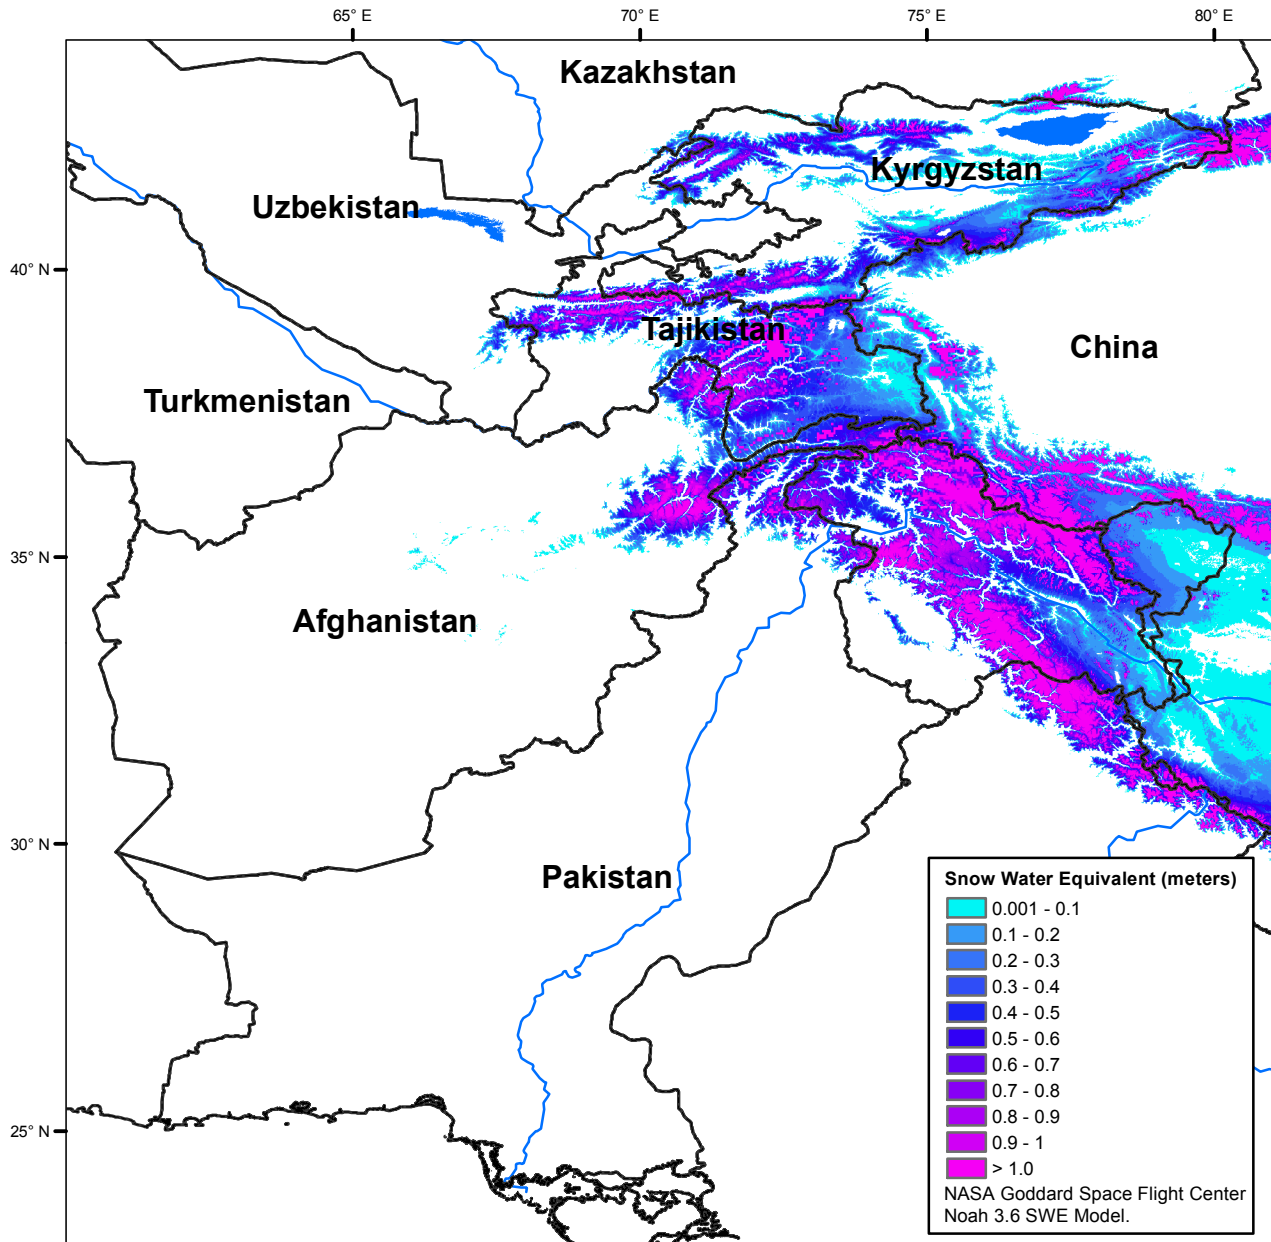 65° E
70° E
75° E
80° E
Kazakhstan
Kyrgyzstan
Uzbekistan
40° N
Tajikistan
China
Turkmenistan
35° N
Afghanistan
30° N
Pakistan
25° N
Snow Water Equivalent (meters)
0.001 - 0.1
0.1 - 0.2
0.2 - 0.3
0.3 - 0.4
0.4 - 0.5
0.5 - 0.6
0.6 - 0.7
0.7 - 0.8
0.8 - 0.9
0.9 - 1
> 1.0
NASA Goddard Space Flight Center
Noah 3.6 SWE Model.